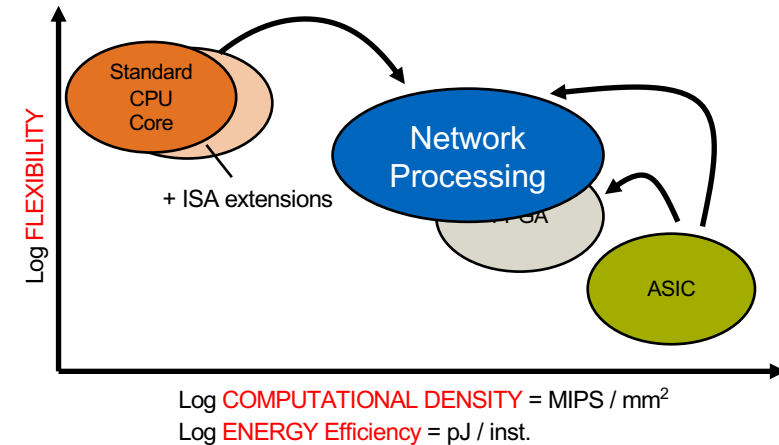 Standard
CPU
Core
Network
Processing
+ ISA extensions
ASIC
Log FLEXIBILITY
Log COMPUTATIONAL DENSITY = MIPS / mm²
Log ENERGY Efficiency = pJ / inst.